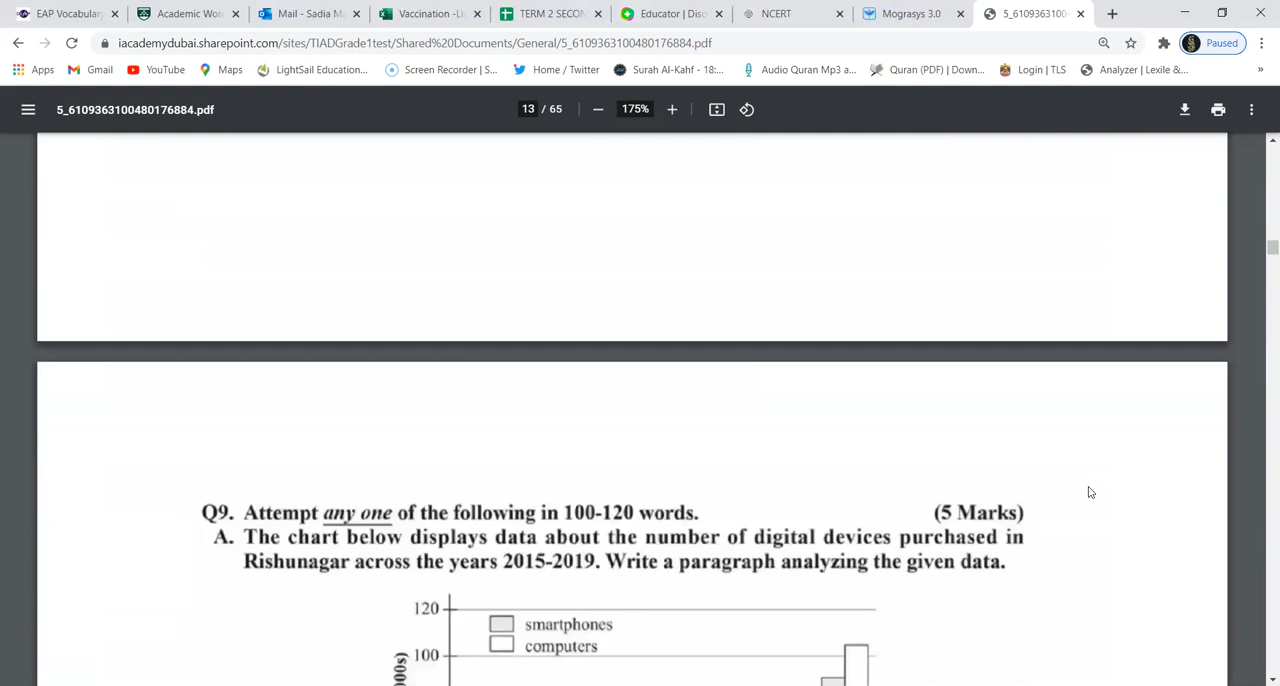 EAP Vocabular
Academic Wor
Mail - Sadia M
Vaccination -Li
TERM 2 SECON
Educator | Disc
NCERT
Mograsys 3.0
5_6109363100
iacademydubai.sharepoint.com/sites/TIADGrade1test/Shared%20Documents/General/5_6109363100480176884.pdf
Paused
Apps
Gmail
YouTube
Maps
LightSail Education...
Screen Recorder | S...
Home / Twitter
Surah Al-Kahf - 18:...
Audio Quran Mp3 a...
Quran (PDF) | Down...
Login | TLS
Analyzer | Lexile &...
»
5_6109363100480176884.pdf
13 / 65
175%
Q9. Attempt any one of the following in 100-120 words. (5 Marks)
A. The chart below displays data about the number of digital devices purchased in
Rishunagar across the years 2015-2019. Write a paragraph analyzing the given data.
120
smartphones
computers
100
000s)